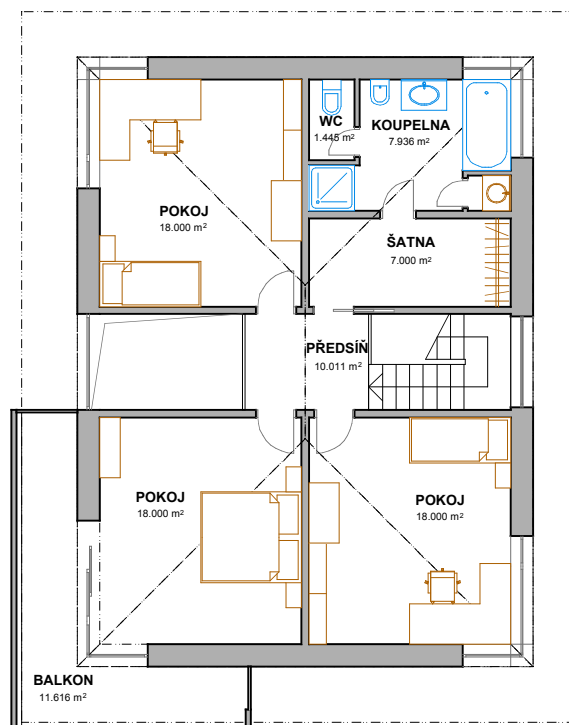 WC
1.445 m²
KOUPELNA
7.936 m²
POKOJ
18.000 m²
ŠATNA
7.000 m²
PŘEDSÍŇ
10.011 m²
POKOJ
18.000 m²
POKOJ
18.000 m²
BALKON
11.616 m²